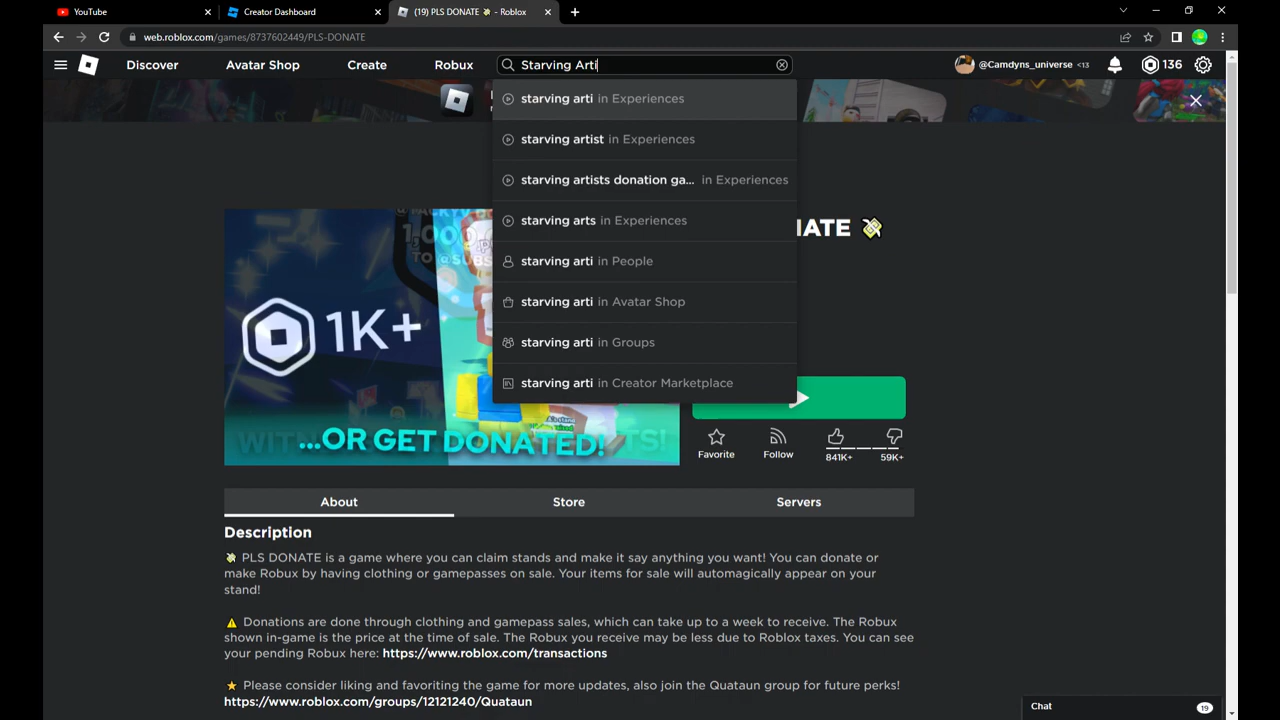 YouTube
Creator Dashboard
(19) PLS DONATE 💸 - Roblox
web.roblox.com/games/8737602449/PLS-DONATE
Discover
Avatar Shop
Create
Robux
Starving Arti
@Camdyns_universe <13
136
starving arti in Experiences
starving artist in Experiences
starving artists donation ga... in Experiences
starving arts in Experiences
starving arti in People
starving arti in Avatar Shop
starving arti in Groups
starving arti in Creator Marketplace
NATE 💸
1,000
TO @SUBS
1K+
...OR GET DONATED!
Favorite
Follow
841K+
59K+
About
Store
Servers
Description
💸 PLS DONATE is a game where you can claim stands and make it say anything you want! You can donate or
make Robux by having clothing or gamepasses on sale. Your items for sale will automagically appear on your
stand!
⚠️ Donations are done through clothing and gamepass sales, which can take up to a week to receive. The Robux
shown in-game is the price at the time of sale. The Robux you receive may be less due to Roblox taxes. You can see
your pending Robux here: https://www.roblox.com/transactions
⭐ Please consider liking and favoriting the game for more updates, also join the Quataun group for future perks!
https://www.roblox.com/groups/12121240/Quataun
Chat
19